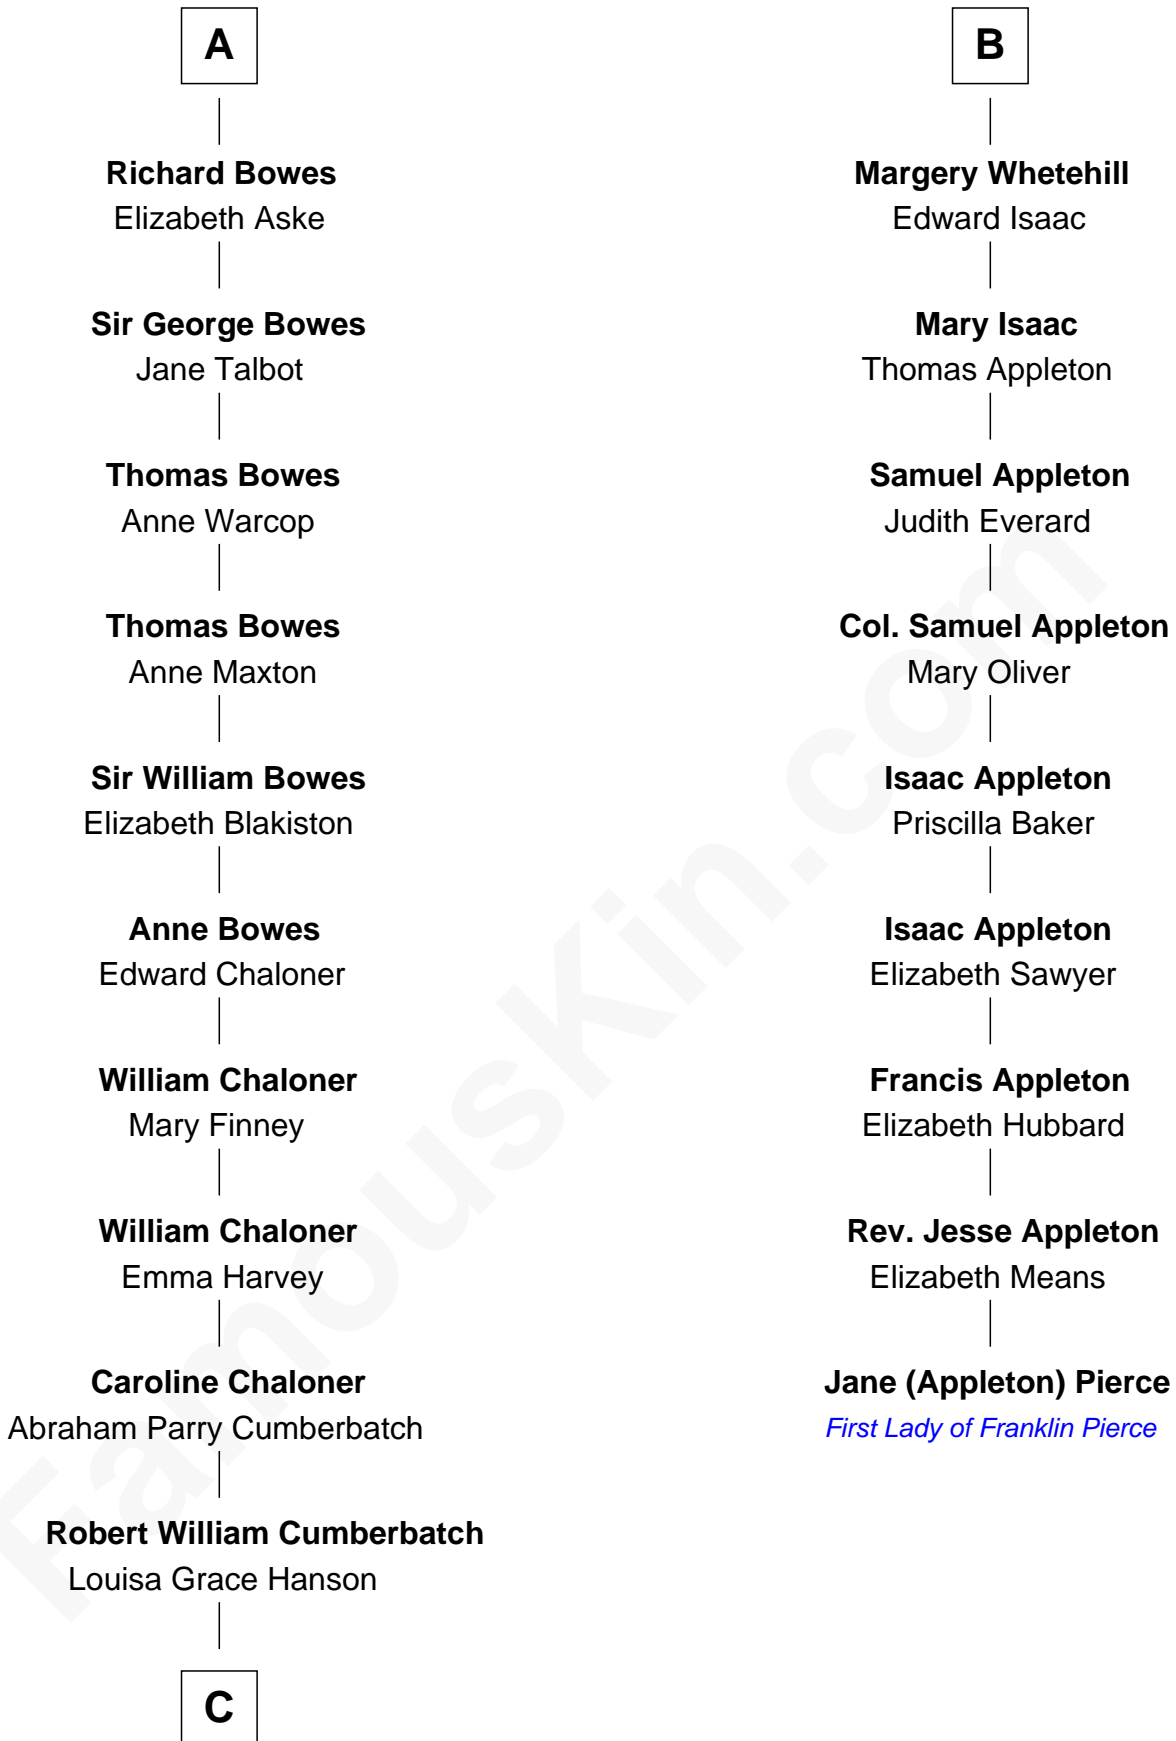 A
Richard Bowes
Elizabeth Aske
Sir George Bowes
Jane Talbot
Thomas Bowes
Anne Warcop
Thomas Bowes
Anne Maxton
Sir William Bowes
Elizabeth Blakiston
Anne Bowes
Edward Chaloner
William Chaloner
Mary Finney
William Chaloner
Emma Harvey
Caroline Chaloner
Abraham Parry Cumberbatch
Robert William Cumberbatch
Louisa Grace Hanson
C
B
Margery Whetehill
Edward Isaac
Mary Isaac
Thomas Appleton
Samuel Appleton
Judith Everard
Col. Samuel Appleton
Mary Oliver
Isaac Appleton
Priscilla Baker
Isaac Appleton
Elizabeth Sawyer
Francis Appleton
Elizabeth Hubbard
Rev. Jesse Appleton
Elizabeth Means
Jane (Appleton) Pierce
First Lady of Franklin Pierce
FamousKin.com